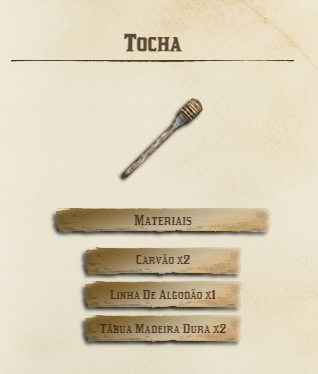 Tocha
Materiais
Carvão x2
Linha De Algodão x1
Tábua Madeira Dura x2